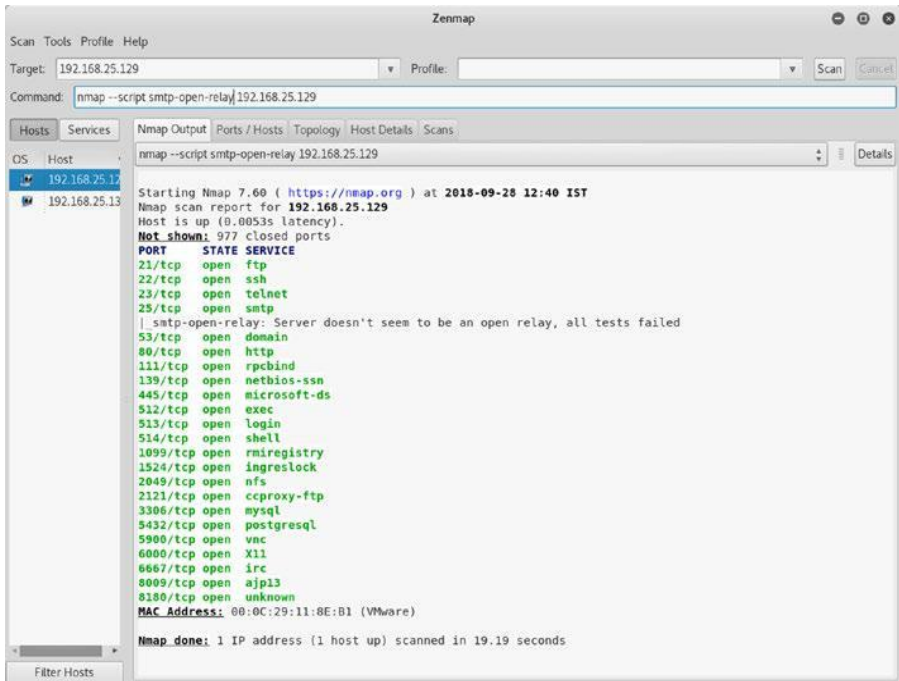 Zenmap
Scan Tools Profile Help
Target: 192.168.25.129 Profile: Scan Cancel
Command: nmap --script smtp-open-relay 192.168.25.129
Hosts Services Nmap Output Ports / Hosts Topology Host Details Scans
OS Host nmap --script smtp-open-relay 192.168.25.129 Details
192.168.25.12
192.168.25.13
Starting Nmap 7.60 ( https://nmap.org ) at 2018-09-28 12:40 IST
Nmap scan report for 192.168.25.129
Host is up (0.0053s latency).
Not shown: 977 closed ports
PORT STATE SERVICE
21/tcp open ftp
22/tcp open ssh
23/tcp open telnet
25/tcp open smtp
|_smtp-open-relay: Server doesn't seem to be an open relay, all tests failed
53/tcp open domain
80/tcp open http
111/tcp open rpcbind
139/tcp open netbios-ssn
445/tcp open microsoft-ds
512/tcp open exec
513/tcp open login
514/tcp open shell
1099/tcp open rmiregistry
1524/tcp open ingreslock
2049/tcp open nfs
2121/tcp open ccproxy-ftp
3306/tcp open mysql
5432/tcp open postgresql
5900/tcp open vnc
6000/tcp open X11
6667/tcp open irc
8009/tcp open ajp13
8180/tcp open unknown
MAC Address: 00:0C:29:11:8E:B1 (VMware)
Nmap done: 1 IP address (1 host up) scanned in 19.19 seconds
Filter Hosts